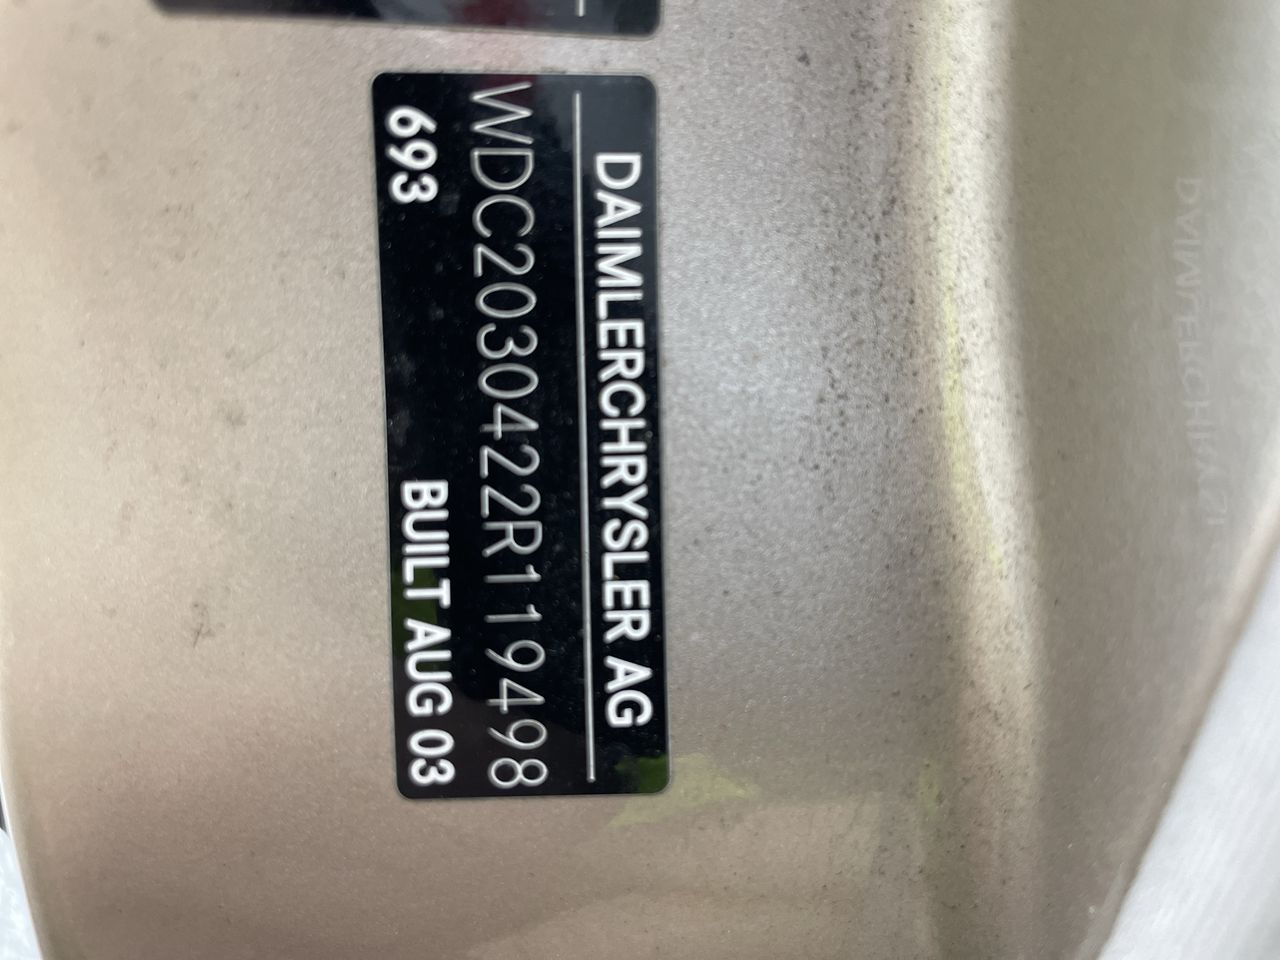 DAIMLERCHRYSLER AG
WDC2030422R119498
693 BUILT AUG 03